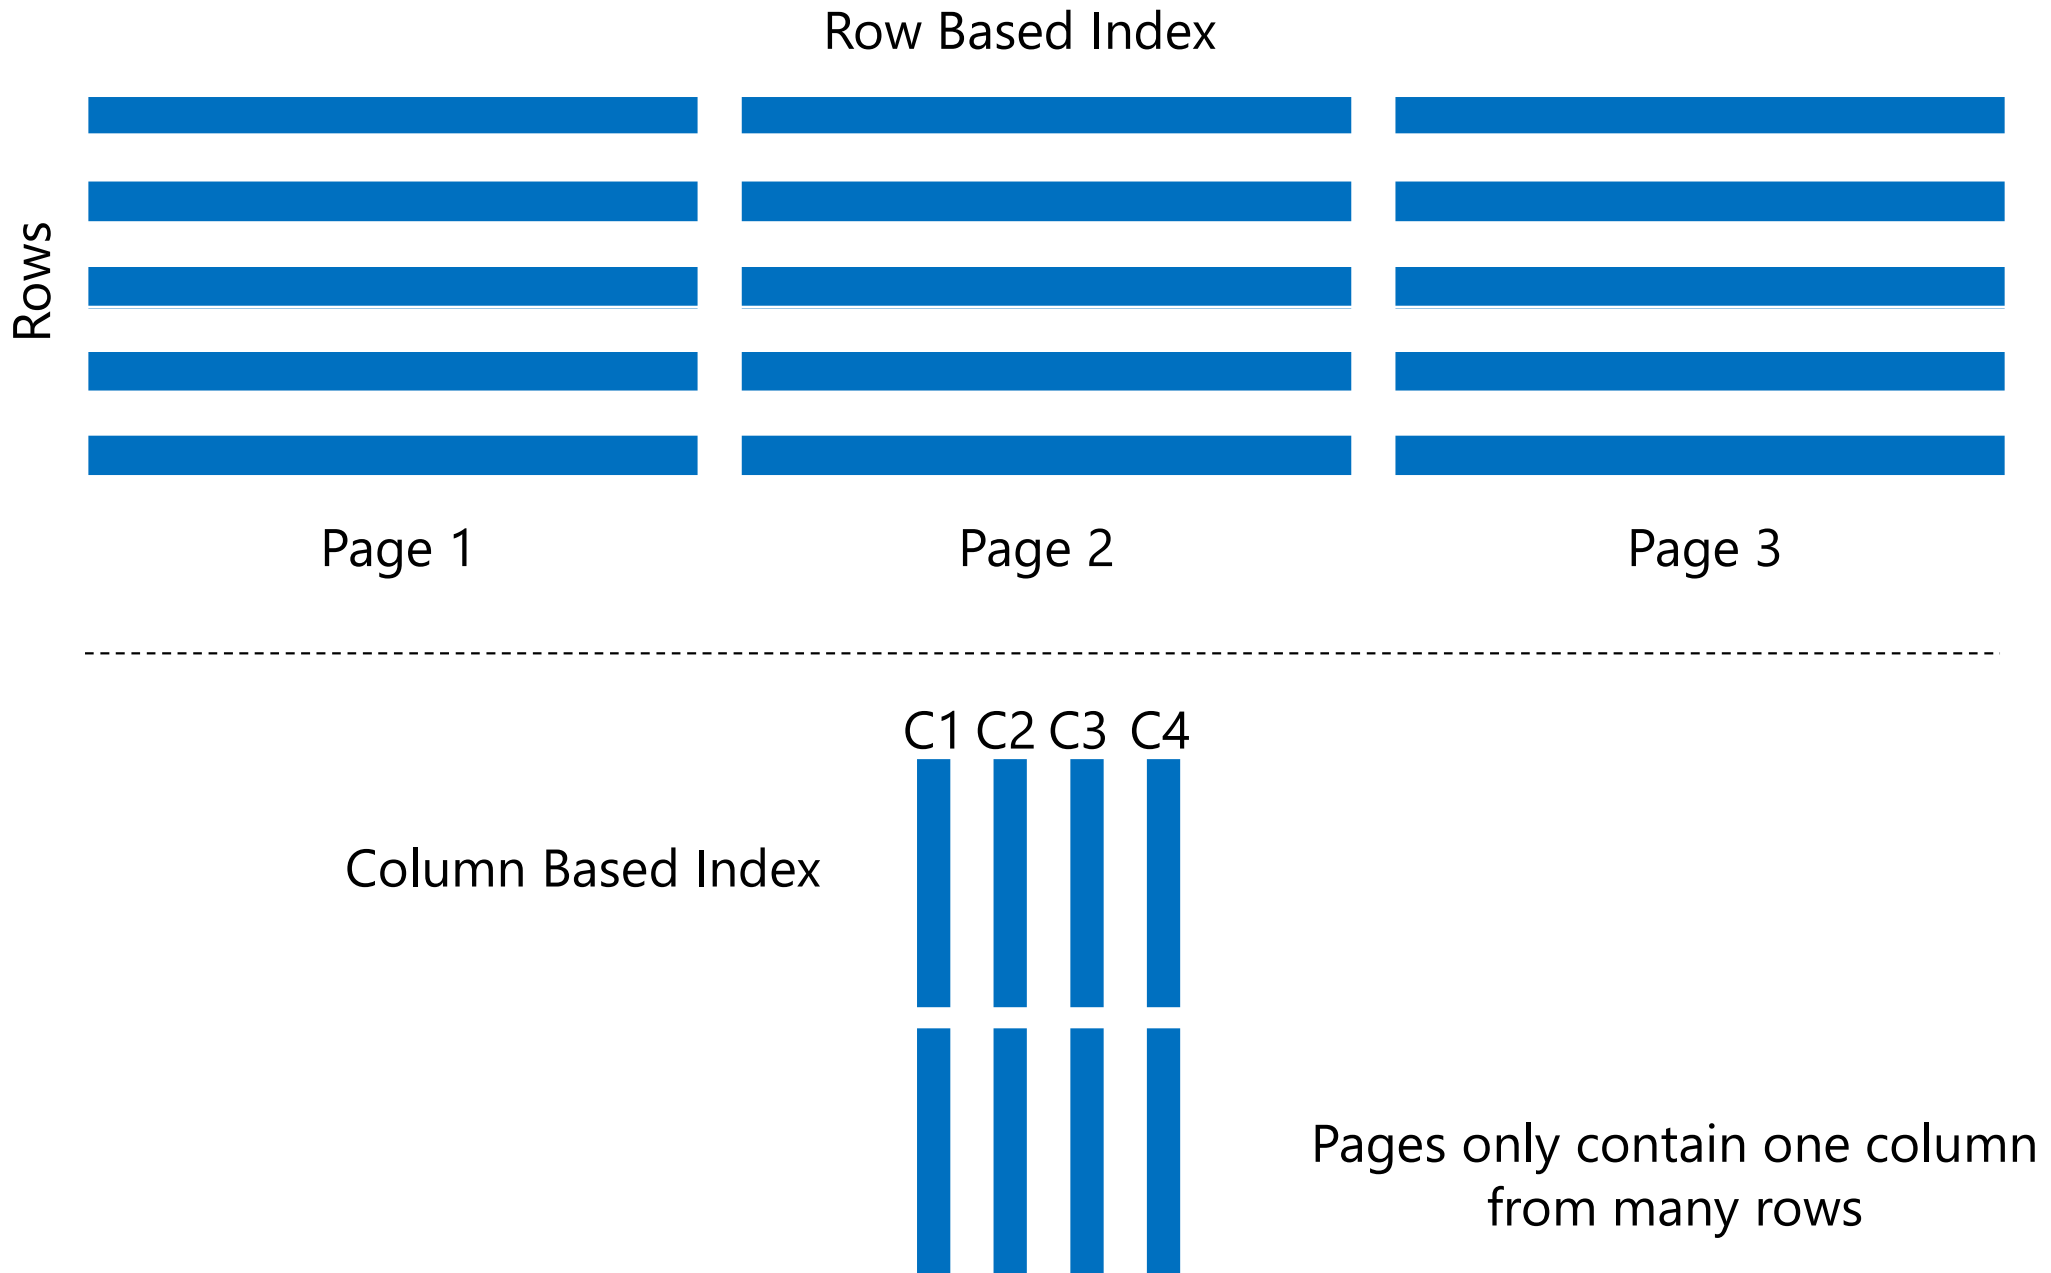 Row Based Index
Rows
Page 1
Page 2
Page 3
C1 C2 C3 C4
Column Based Index
Pages only contain one column
from many rows